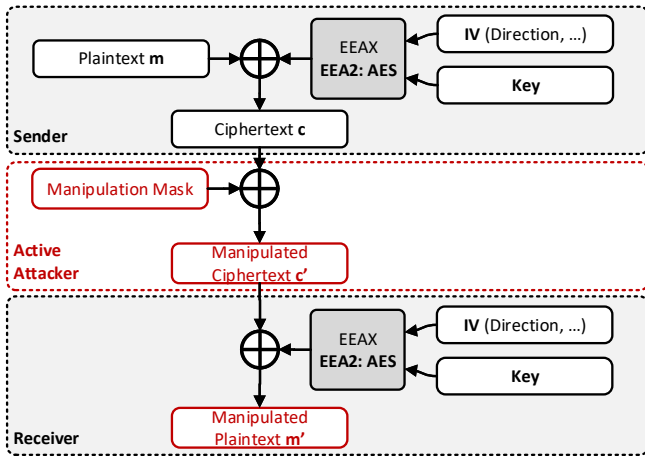 Plaintext m
EEAX
EEA2: AES
IV (Direction, ...)
Key
Ciphertext c
Sender
Manipulation Mask
Active
Attacker
Manipulated
Ciphertext c’
EEAX
EEA2: AES
IV (Direction, ...)
Key
Manipulated
Plaintext m’
Receiver